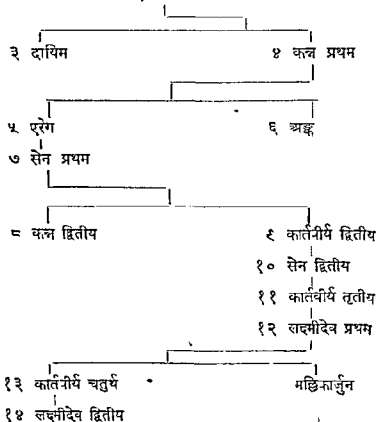 ३ दायिम ४ कन्न प्रथम
५ एरेग ६ अङ्क
७ सेन प्रथम
८ कन्न द्वितीय ९ कार्तवीर्य द्वितीय
१० सेन द्वितीय
११ कार्तवीर्य तृतीय
१२ लक्ष्मीदेव प्रथम
१३ कार्तवीर्य चतुर्थ मल्लिकार्जुन
१४ लक्ष्मीदेव द्वितीय